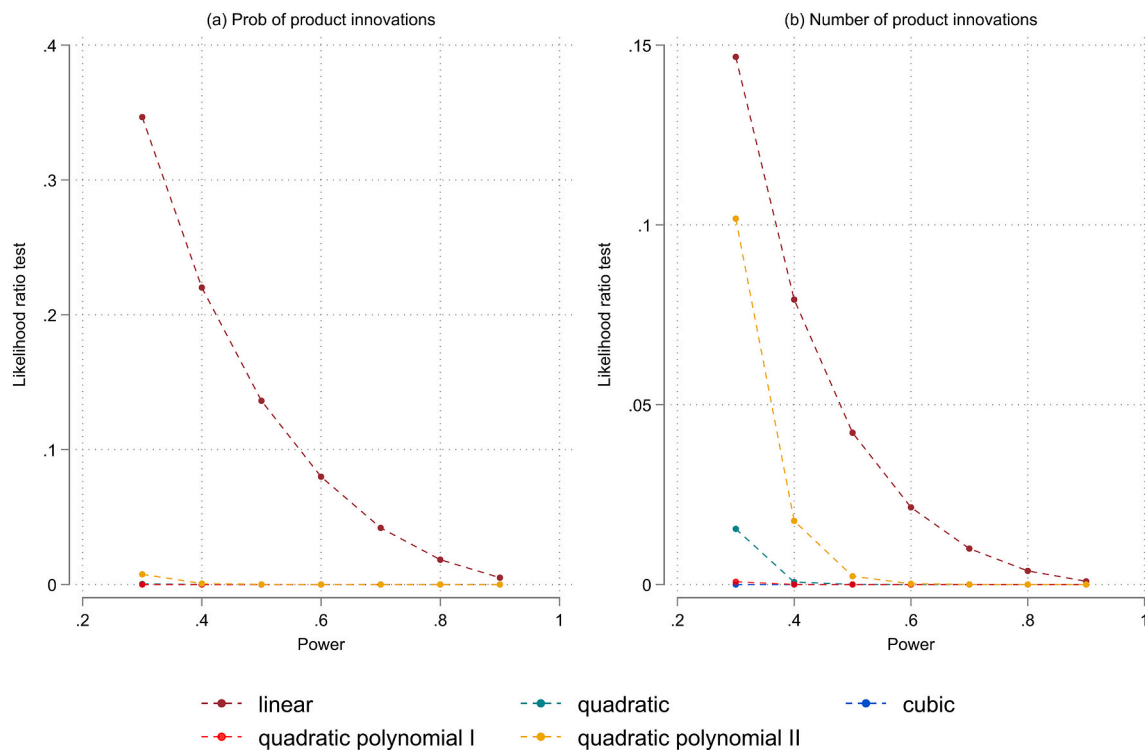 (a) Prob of product innovations
.4
.3
.2
.1
0
Likelihood ratio test
.2 .4 .6 .8 1
Power
(b) Number of product innovations
.15
.1
.05
0
Likelihood ratio test
.2 .4 .6 .8 1
Power
linear quadratic cubic
quadratic polynomial I quadratic polynomial II